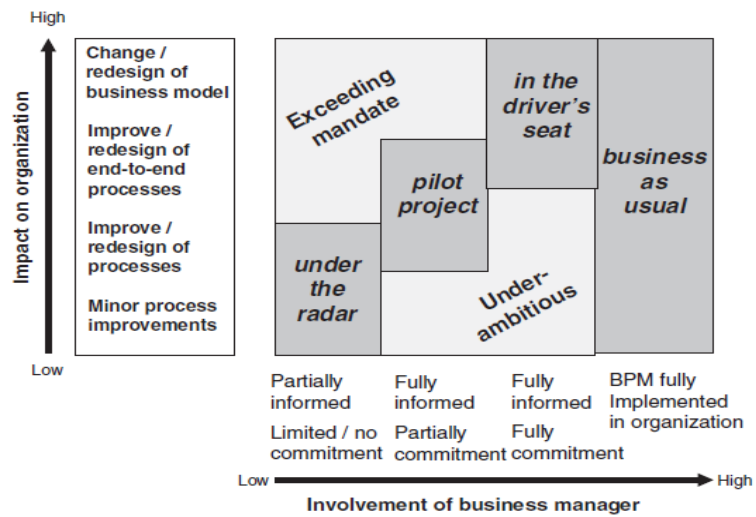 High
Impact on organization
Low
Change /
redesign of
business model
Improve /
redesign of
end-to-end
processes
Improve /
redesign of
processes
Minor process
improvements
Exceeding
mandate
under
the
radar
pilot
project
in the
driver's
seat
Under-
ambitious
business
as
usual
Partially
informed
Limited / no
commitment
Fully
informed
Partially
commitment
Fully
informed
Fully
commitment
BPM fully
Implemented
in organization
Low
High
Involvement of business manager